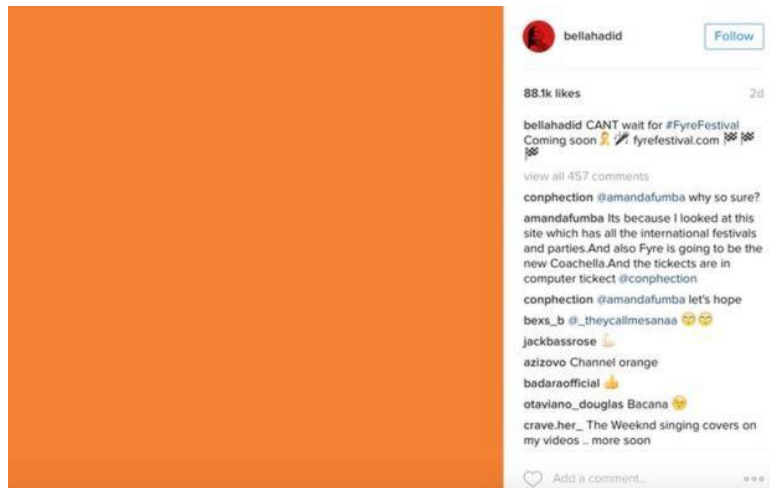 bellahadid Follow
88.1k likes 2d
bellahadid CANT wait for #FyreFestival
Coming soon🎗️🎉 fyrefestival.com 🏁 🏁
🏁
view all 457 comments
conphection @amandafumba why so sure?
amandafumba Its because I looked at this
site which has all the international festivals
and parties.And also Fyre is going to be the
new Coachella.And the tickects are in
computer tickect @conphection
conphection @amandafumba let's hope
bexs_b @_theycallmesanaa 😁😁
jackbassrose 💪🏻
azizovo Channel orange
badaraofficial 👍
otaviano_douglas Bacana 😉
crave.her_ The Weeknd singing covers on
my videos .. more soon
Add a comment...